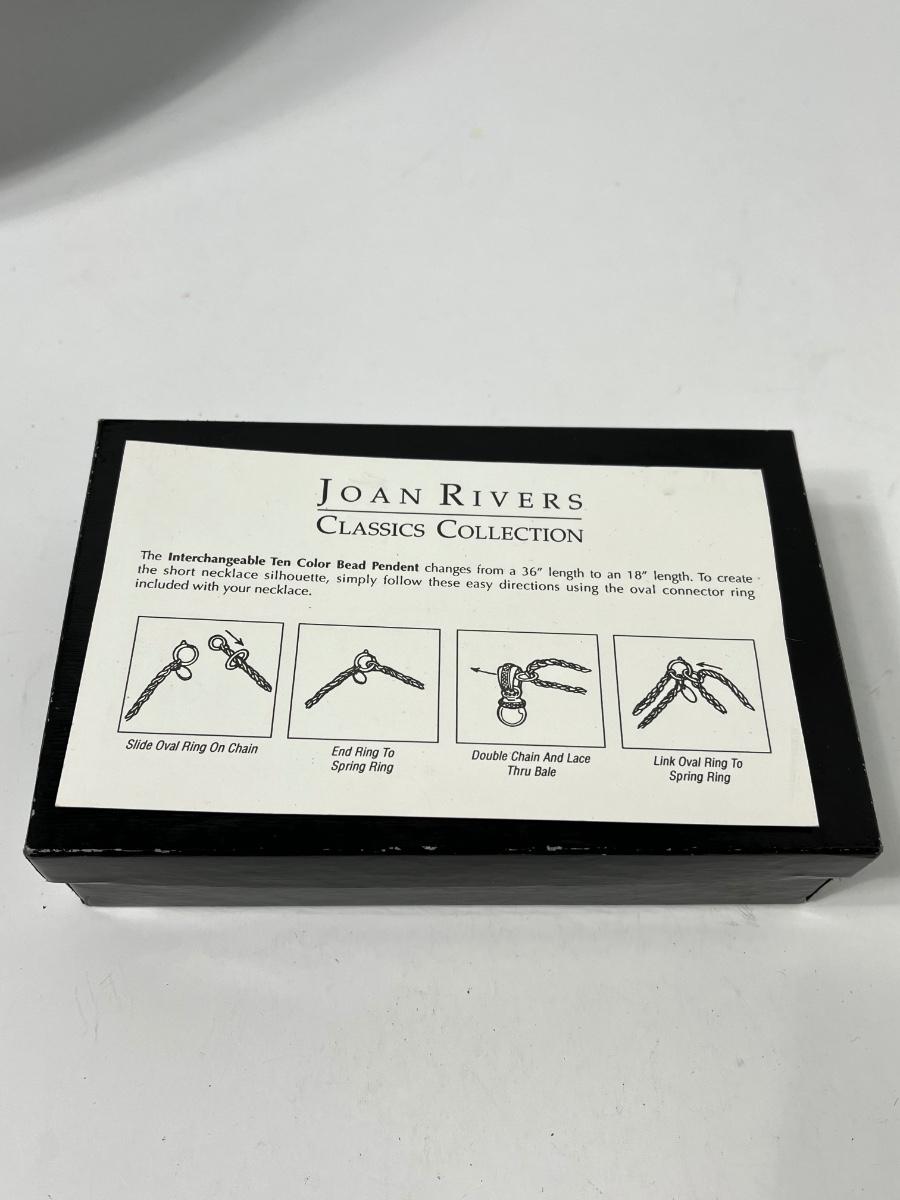 JOAN RIVERS
CLASSICS COLLECTION
The Interchangeable Ten Color Bead Pendent changes from a 36” length to an 18” length. To create
the short necklace silhouette, simply follow these easy directions using the oval connector ring
included with your necklace.
Slide Oval Ring On Chain
End Ring To
Spring Ring
Double Chain And Lace
Thru Bale
Link Oval Ring To
Spring Ring